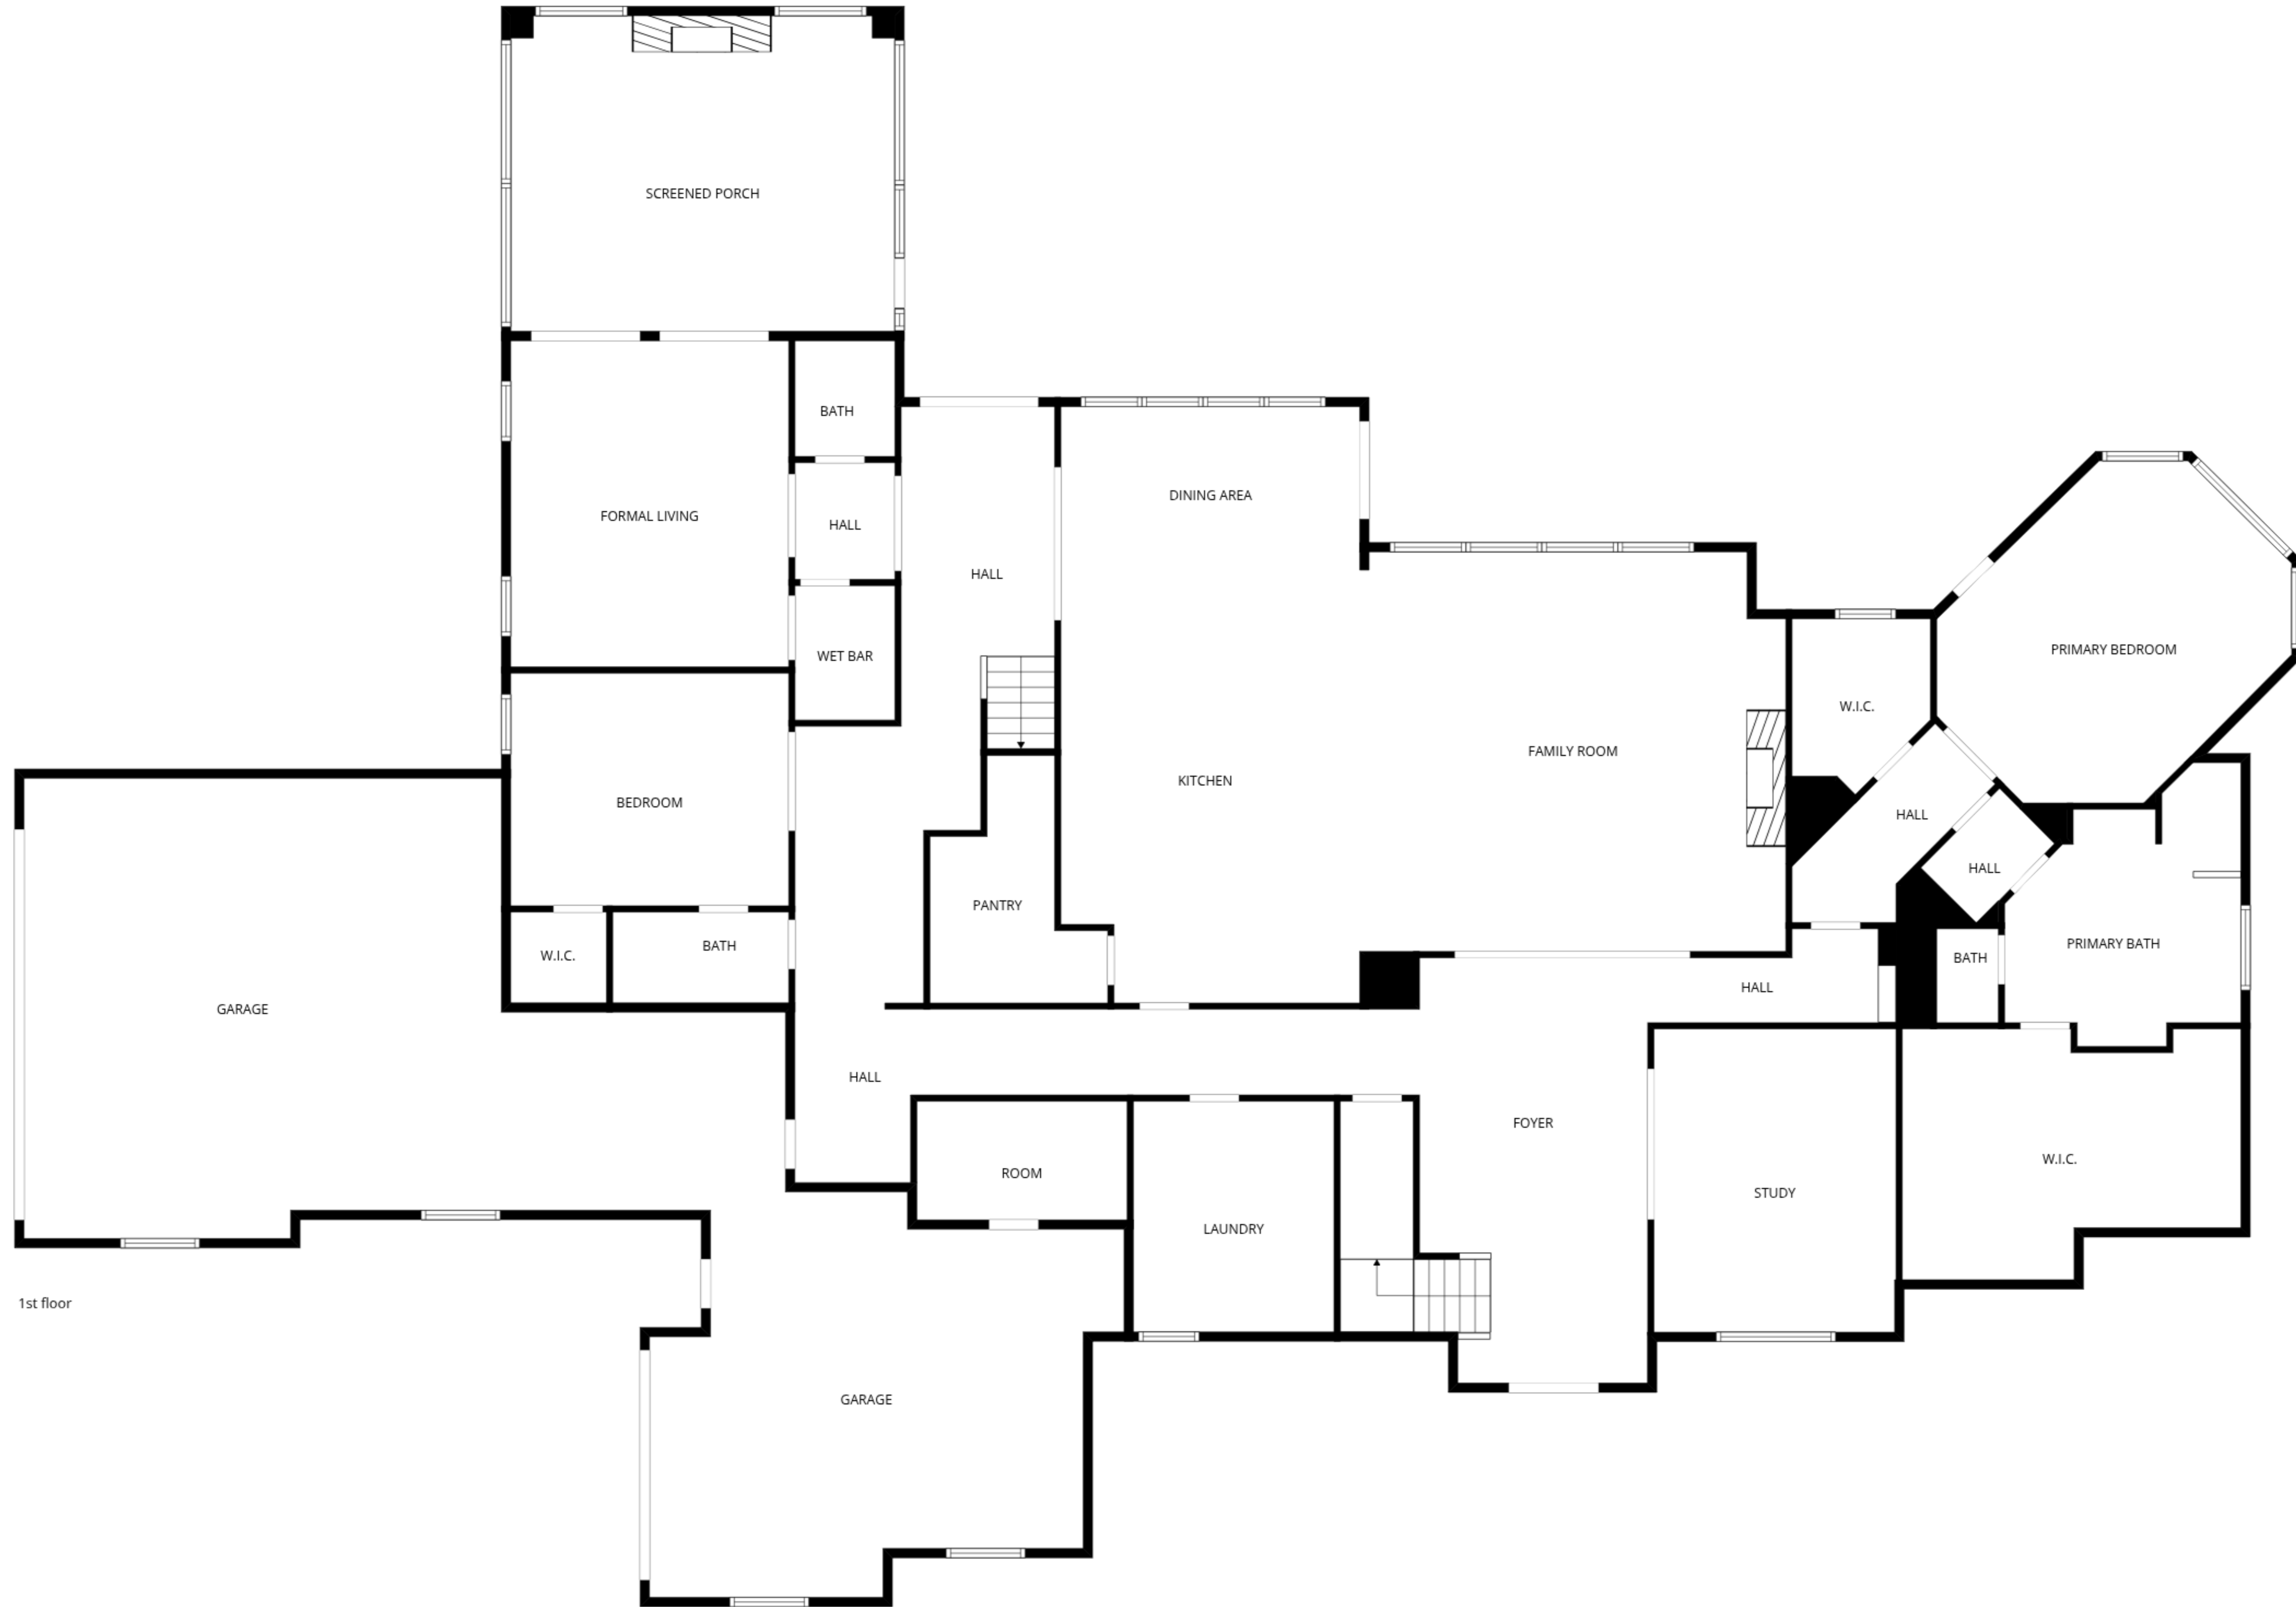 SCREENED PORCH
BATH
DINING AREA
FORMAL LIVING
HALL
HALL
WET BAR
PRIMARY BEDROOM
W.I.C.
FAMILY ROOM
KITCHEN
BEDROOM
HALL
HALL
PANTRY
BATH
W.I.C.
PRIMARY BATH
BATH
HALL
GARAGE
HALL
FOYER
W.I.C.
ROOM
STUDY
LAUNDRY
1st floor
GARAGE